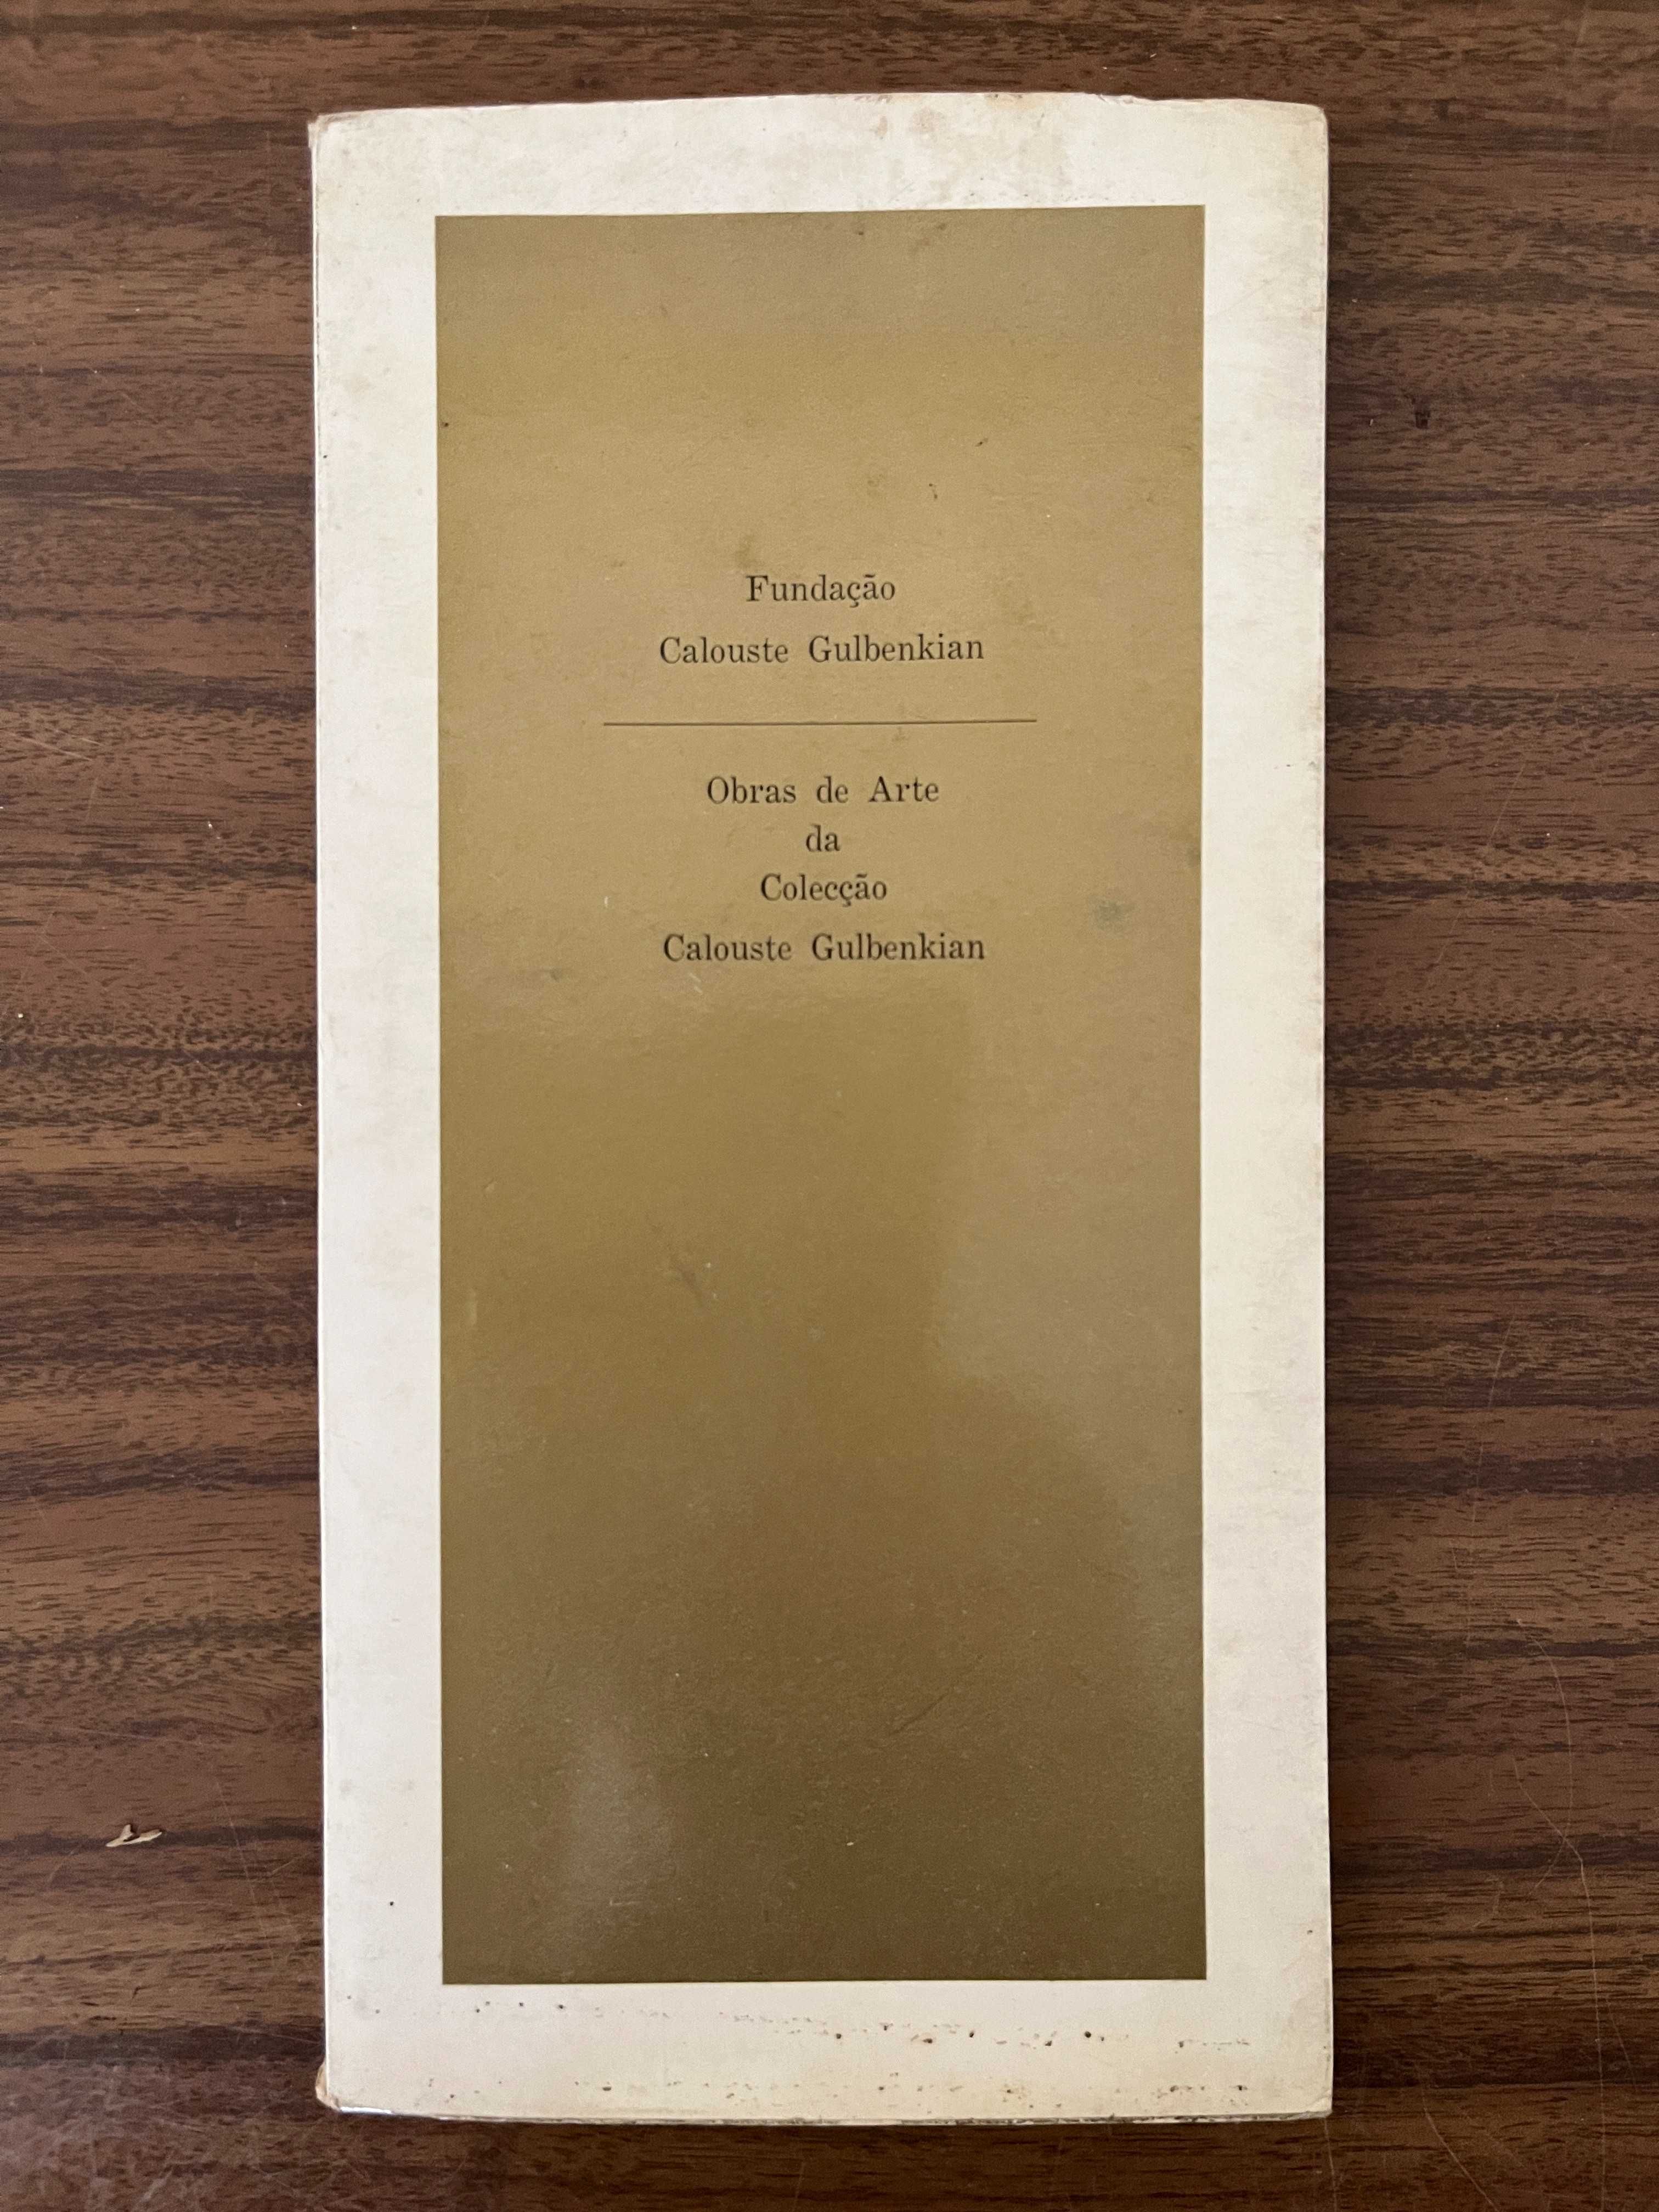 Fundação
Calouste Gulbenkian
Obras de Arte
da
Colecção
Calouste Gulbenkian